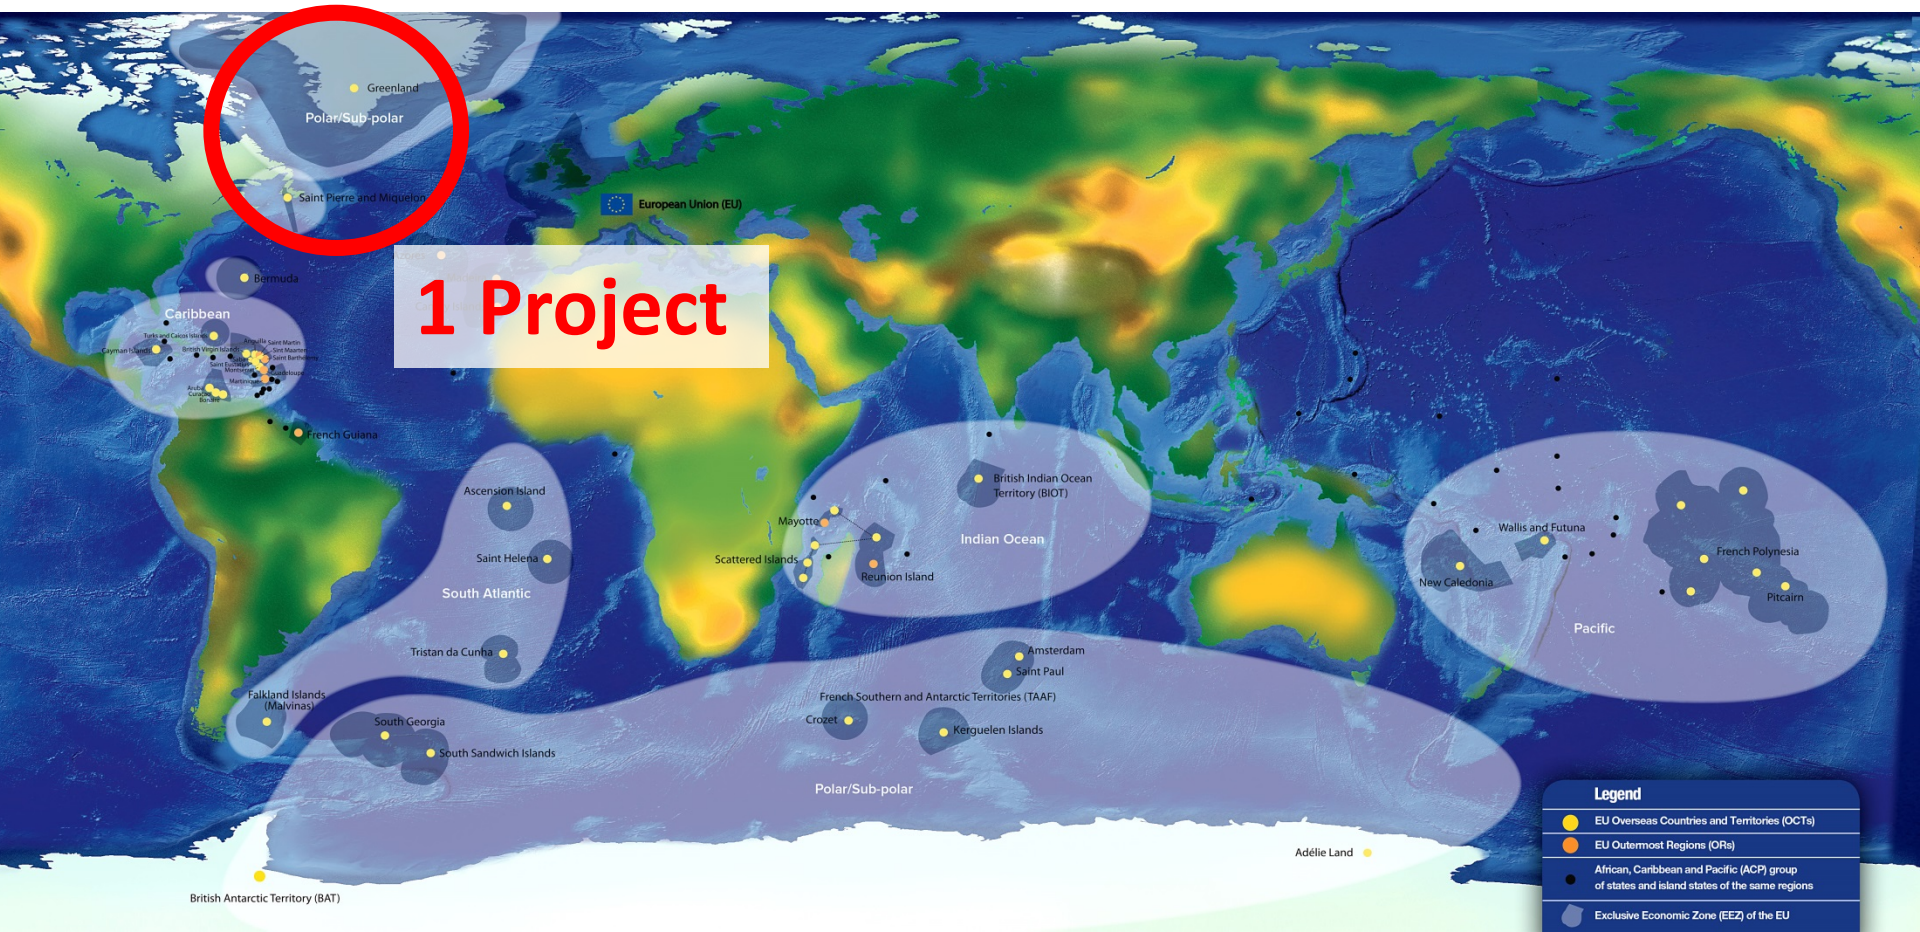 Greenland
Polar/Sub-polar
Saint Pierre and Miquelon
European Union (EU)
1 Project
Bermuda
Caribbean
Turks and Caicos Islands
Cayman Islands
British Virgin Islands
Anguilla
Saint Martin
Sint Maarten
Saint Barthélemy
Saint Eustatius
Montserrat
Guadeloupe
Martinique
Aruba
Curaçao
Bonaire
French Guiana
Ascension Island
Saint Helena
South Atlantic
Tristan da Cunha
Falkland Islands
(Malvinas)
South Georgia
South Sandwich Islands
British Indian Ocean
Territory (BIOT)
Mayotte
Indian Ocean
Scattered Islands
Reunion Island
Amsterdam
Saint Paul
French Southern and Antarctic Territories (TAAF)
Crozet
Kerguelen Islands
Polar/Sub-polar
Wallis and Futuna
French Polynesia
New Caledonia
Pitcairn
Pacific
Adélie Land
British Antarctic Territory (BAT)
Legend
EU Overseas Countries and Territories (OCTs)
EU Outermost Regions (ORs)
African, Caribbean and Pacific (ACP) group
of states and island states of the same regions
Exclusive Economic Zone (EEZ) of the EU